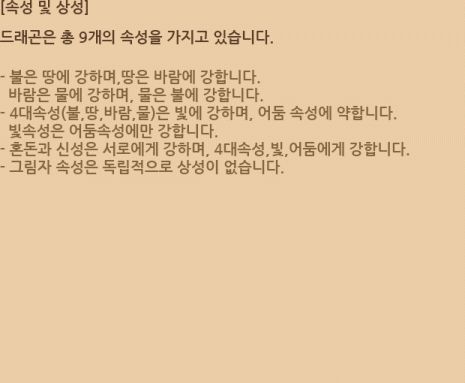 [속성 및 상성]
드래곤은 총 9개의 속성을 가지고 있습니다.
- 불은 땅에 강하며,땅은 바람에 강합니다.
바람은 물에 강하며, 물은 불에 강합니다.
- 4대속성(불,땅,바람,물)은 빛에 강하며, 어둠 속성에 약합니다.
빛속성은 어둠속성에만 강합니다.
- 혼돈과 신성은 서로에게 강하며, 4대속성,빛,어둠에게 강합니다.
- 그림자 속성은 독립적으로 상성이 없습니다.